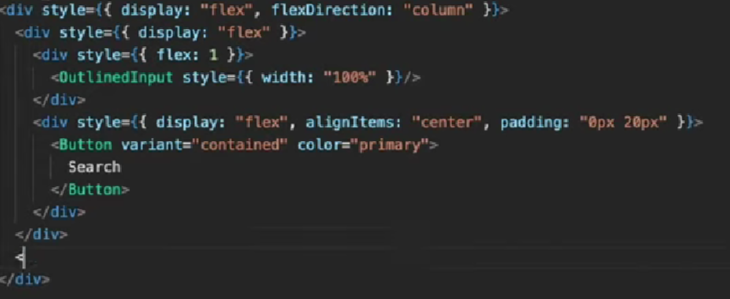 <div style={{ display: "flex", flexDirection: "column" }}>
<div style={{ display: "flex" }}>
<div style={{ flex: 1 }}>
<OutlinedInput style={{ width: "100%" }}/>
</div>
<div style={{ display: "flex", alignItems: "center", padding: "0px 20px" }}>
<Button variant="contained" color="primary">
Search
</Button>
</div>
</div>
<
</div>